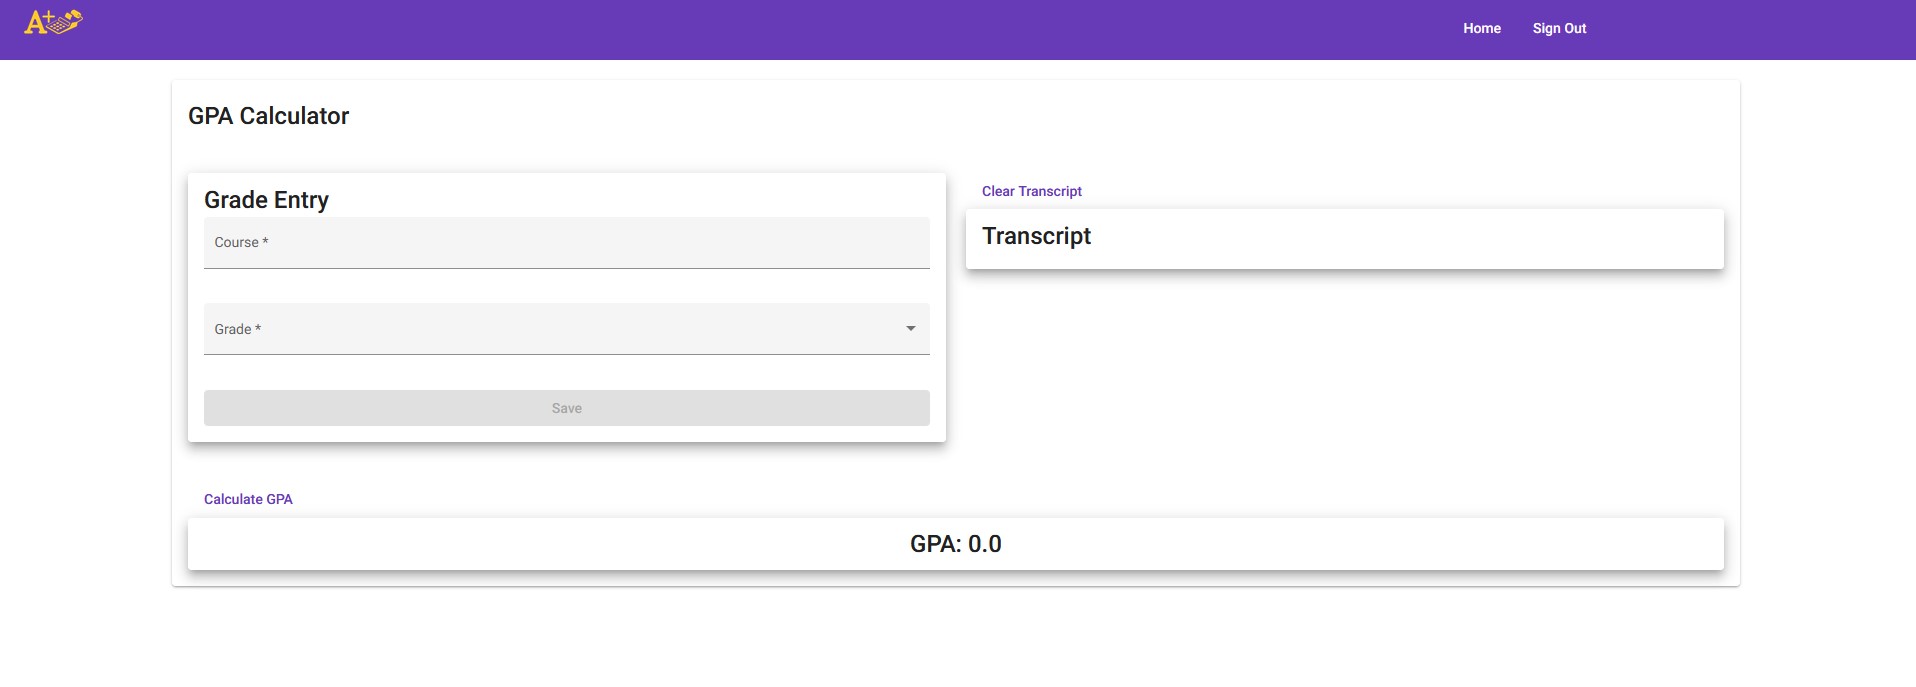 A+
Home
Sign Out
GPA Calculator
Grade Entry
Course *
Grade *
Save
Clear Transcript
Transcript
Calculate GPA
GPA: 0.0